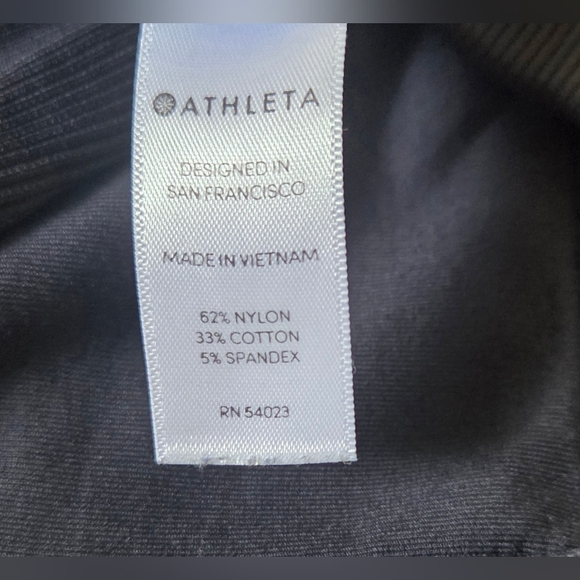 ATHLETA
DESIGNED IN
SAN FRANCISCO
MADE IN VIETNAM
62% NYLON
33% COTTON
5% SPANDEX
RN 54023